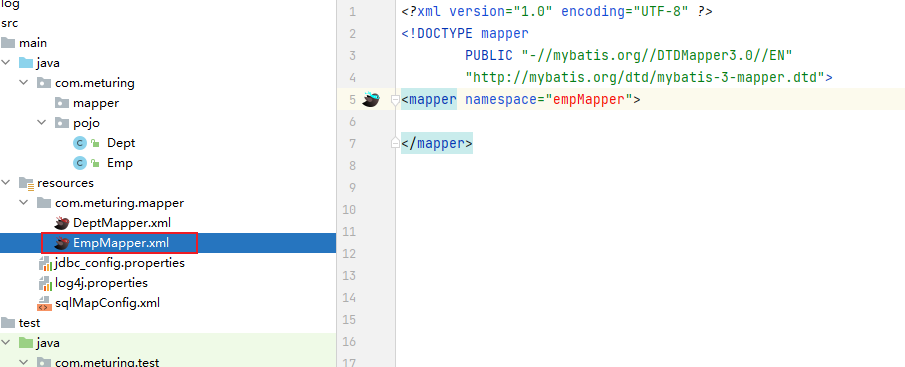 log
src
main
java
com.meturing
mapper
pojo
Dept
Emp
resources
com.meturing.mapper
DeptMapper.xml
EmpMapper.xml
jdbc_config.properties
log4j.properties
sqlMapConfig.xml
test
java
com.meturing.test
1 <?xml version="1.0" encoding="UTF-8" ?>
2 <!DOCTYPE mapper
3 PUBLIC "-//mybatis.org//DTDMapper3.0//EN"
4 "http://mybatis.org/dtd/mybatis-3-mapper.dtd">
5 <mapper namespace="empMapper">
6
7 </mapper>
8
9
10
11
12
13
14
15
16
17